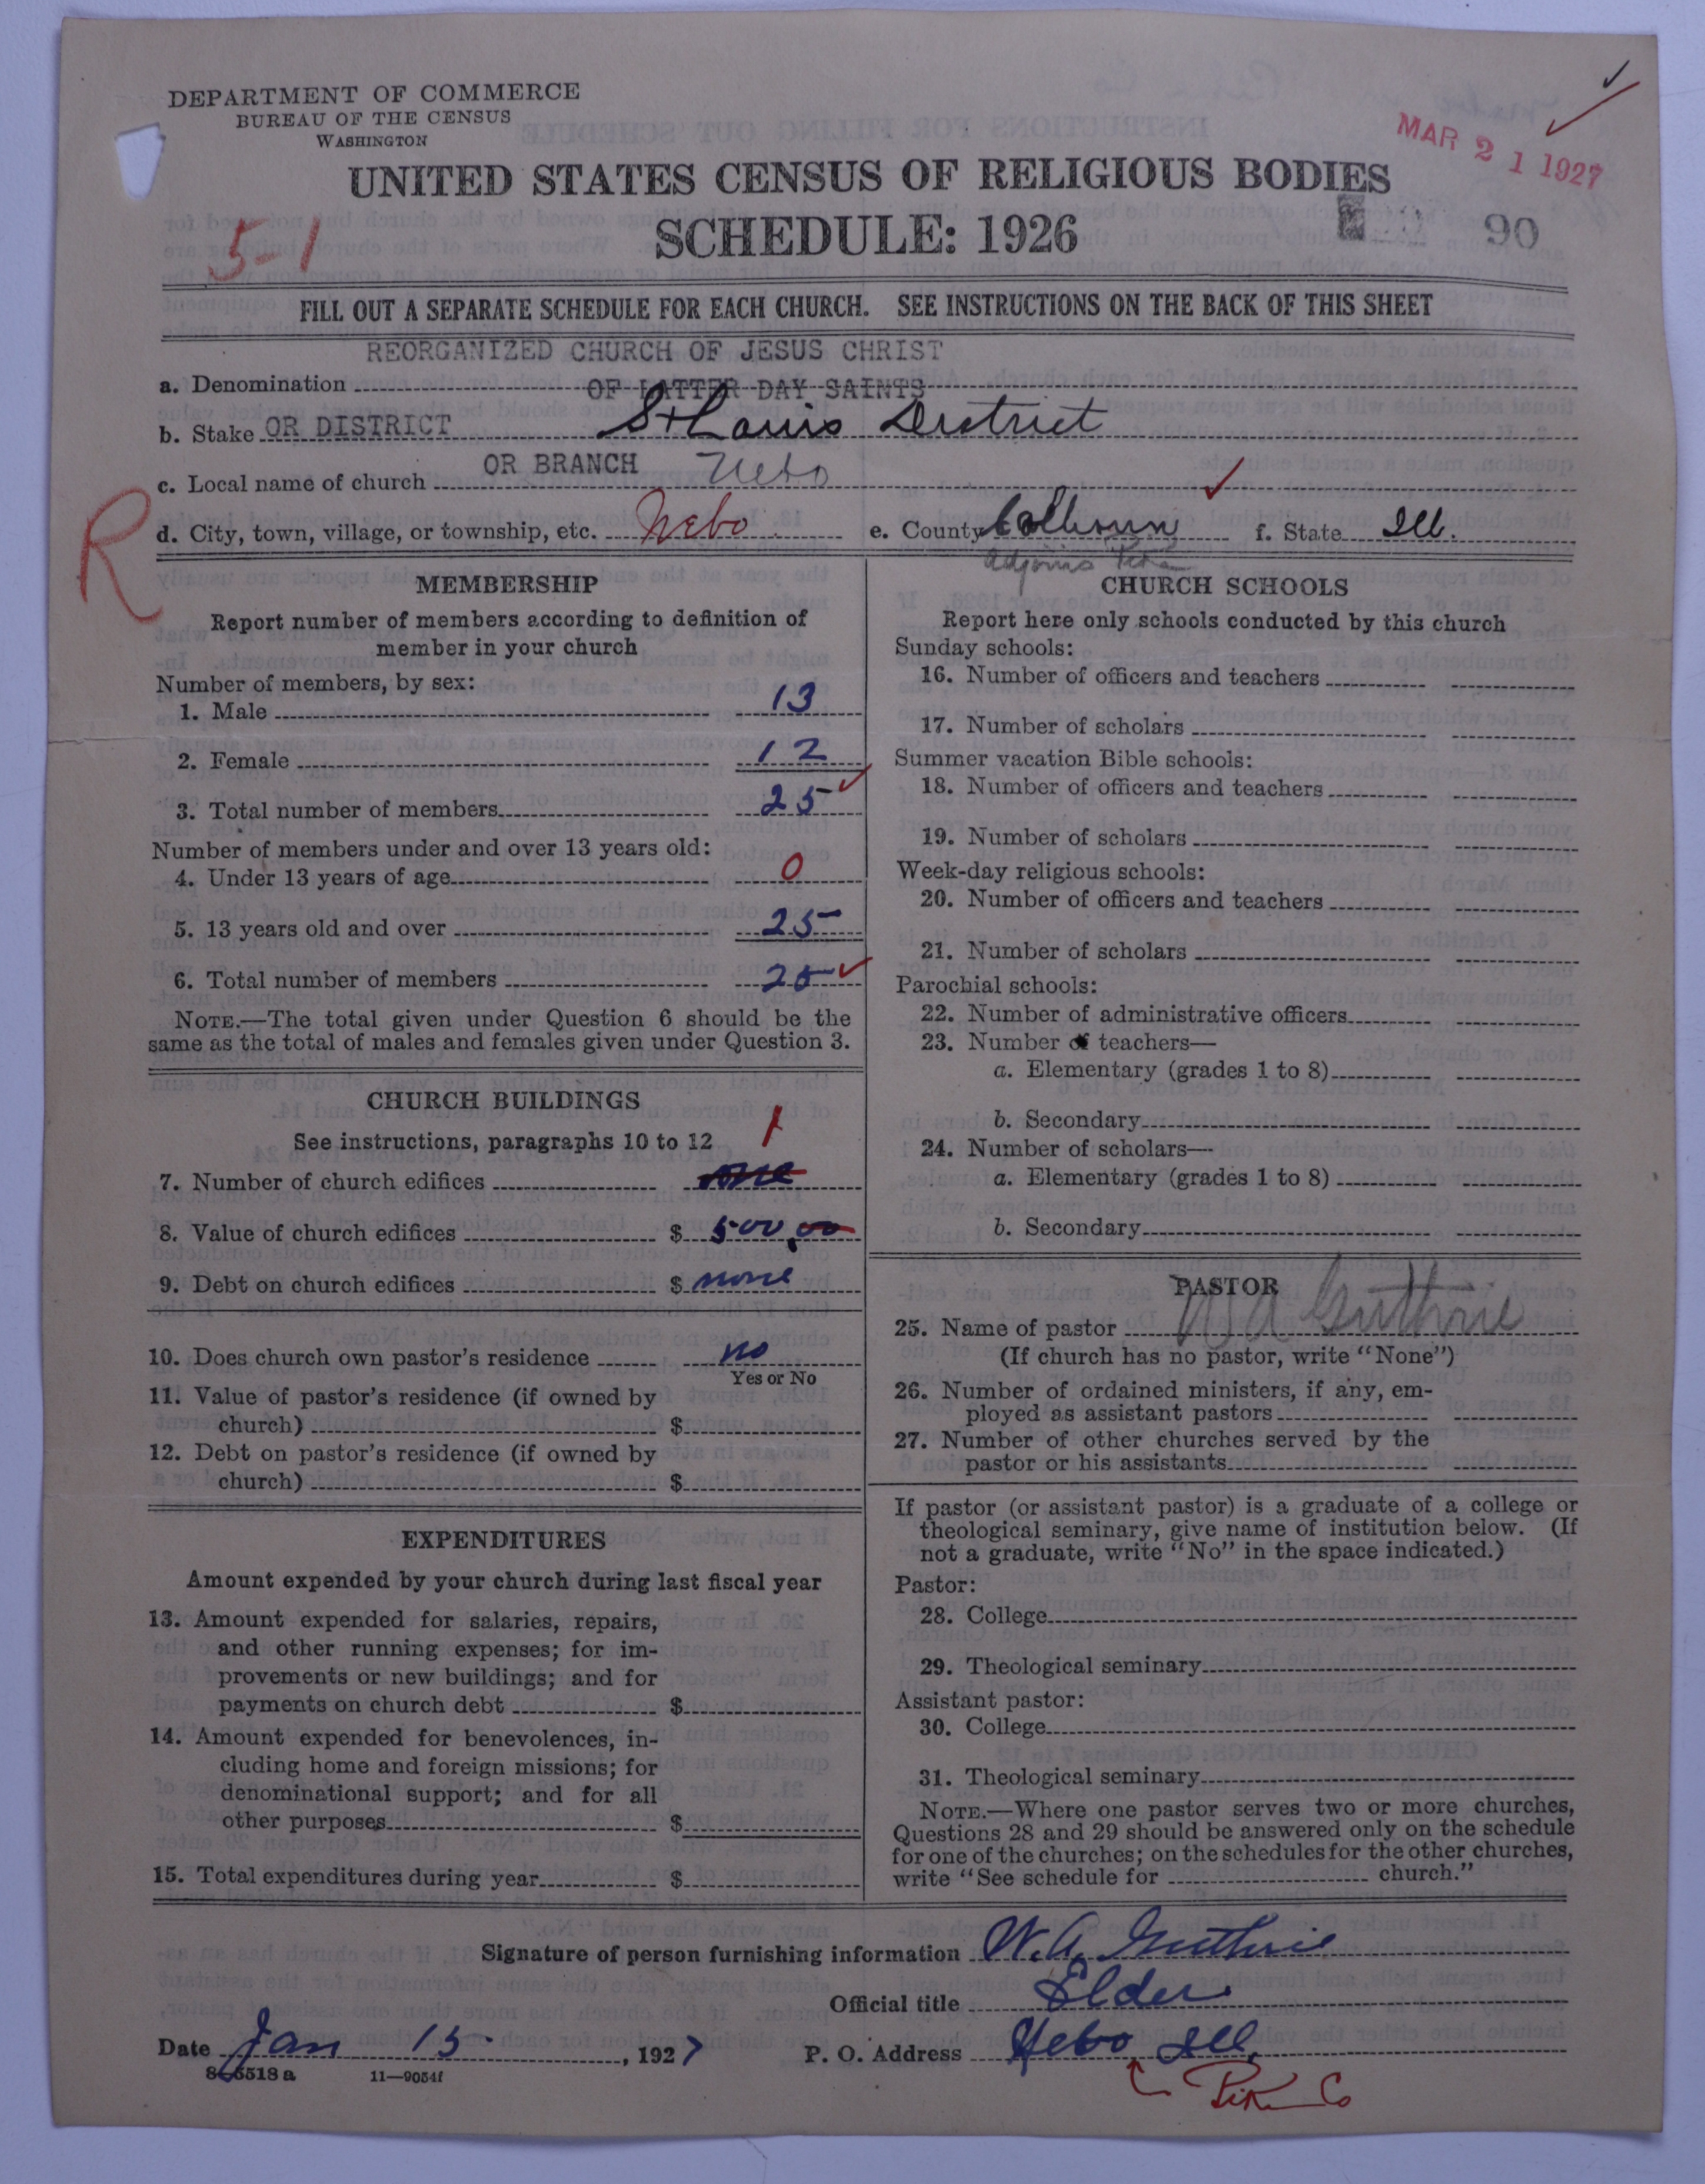 DEPARTMENT OF COMMERCE
BUREAU OF THE CENSUS
WASHINGTON
MAR 21 1927
UNITED STATES CENSUS OF RELIGIOUS BODIES
SCHEDULE: 1926
90
5-1
FILL OUT A SEPARATE SCHEDULE FOR EACH CHURCH. SEE INSTRUCTIONS ON THE BACK OF THIS SHEET
REORGANIZED CHURCH OF JESUS CHRIST
a. Denomination OF LATTER DAY SAINTS
b. Stake OR DISTRICT St Louis District
OR BRANCH
c. Local name of church Nebo
R
d. City, town, village, or township, etc. Nebo e. County Calhoun f. State Ill.
adjoins Pike
MEMBERSHIP
Report number of members according to definition of
member in your church
Number of members, by sex:
1. Male 13
2. Female 12
3. Total number of members 25
Number of members under and over 13 years old:
4. Under 13 years of age 0
5. 13 years old and over 25
6. Total number of members 25
NOTE.—The total given under Question 6 should be the
same as the total of males and females given under Question 3.
CHURCH BUILDINGS
See instructions, paragraphs 10 to 12
1
7. Number of church edifices one
8. Value of church edifices $ 500.00
9. Debt on church edifices $ none
10. Does church own pastor's residence no
Yes or No
11. Value of pastor's residence (if owned by
church) $
12. Debt on pastor's residence (if owned by
church) $
EXPENDITURES
Amount expended by your church during last fiscal year
13. Amount expended for salaries, repairs,
and other running expenses; for im-
provements or new buildings; and for
payments on church debt $
14. Amount expended for benevolences, in-
cluding home and foreign missions; for
denominational support; and for all
other purposes $
15. Total expenditures during year $
CHURCH SCHOOLS
Report here only schools conducted by this church
Sunday schools:
16. Number of officers and teachers
17. Number of scholars
Summer vacation Bible schools:
18. Number of officers and teachers
19. Number of scholars
Week-day religious schools:
20. Number of officers and teachers
21. Number of scholars
Parochial schools:
22. Number of administrative officers
23. Number of teachers—
a. Elementary (grades 1 to 8)
b. Secondary
24. Number of scholars—
a. Elementary (grades 1 to 8)
b. Secondary
PASTOR
25. Name of pastor W A Guthrie
(If church has no pastor, write "None")
26. Number of ordained ministers, if any, em-
ployed as assistant pastors
27. Number of other churches served by the
pastor or his assistants
If pastor (or assistant pastor) is a graduate of a college or
theological seminary, give name of institution below. (If
not a graduate, write "No" in the space indicated.)
Pastor:
28. College
29. Theological seminary
Assistant pastor:
30. College
31. Theological seminary
NOTE.—Where one pastor serves two or more churches,
Questions 28 and 29 should be answered only on the schedule
for one of the churches; on the schedules for the other churches,
write "See schedule for church."
Signature of person furnishing information W. A. Guthrie
Official title Elder
Date Jan 15 , 1927 P. O. Address Nebo Ill.
8-5518 a 11—9054f
Pike Co